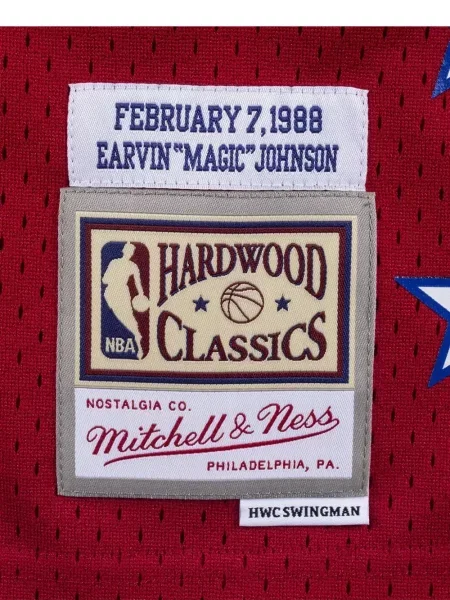 FEBRUARY 7, 1988
EARVIN "MAGIC" JOHNSON
HARDWOOD
CLASSICS
NBA
NOSTALGIA CO.
Mitchell & Ness
PHILADELPHIA, PA.
HWC SWINGMAN